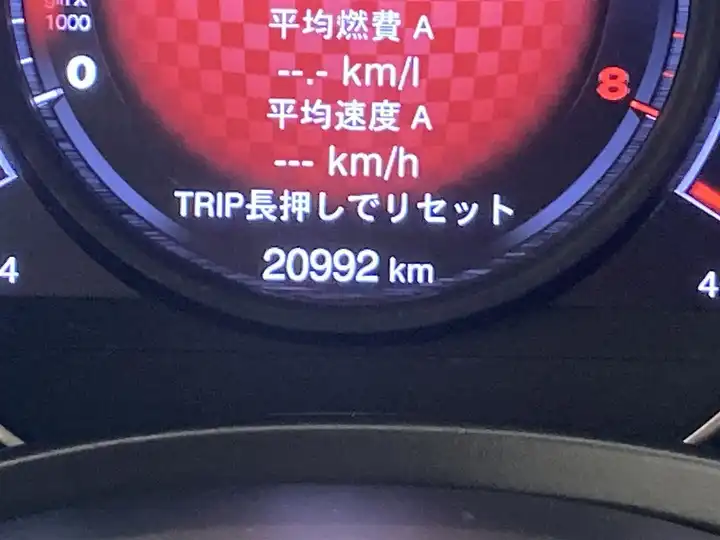 1000
平均燃費 A
0
--.- km/l
8
平均速度 A
--- km/h
TRIP長押しでリセット
20992 km
4
4